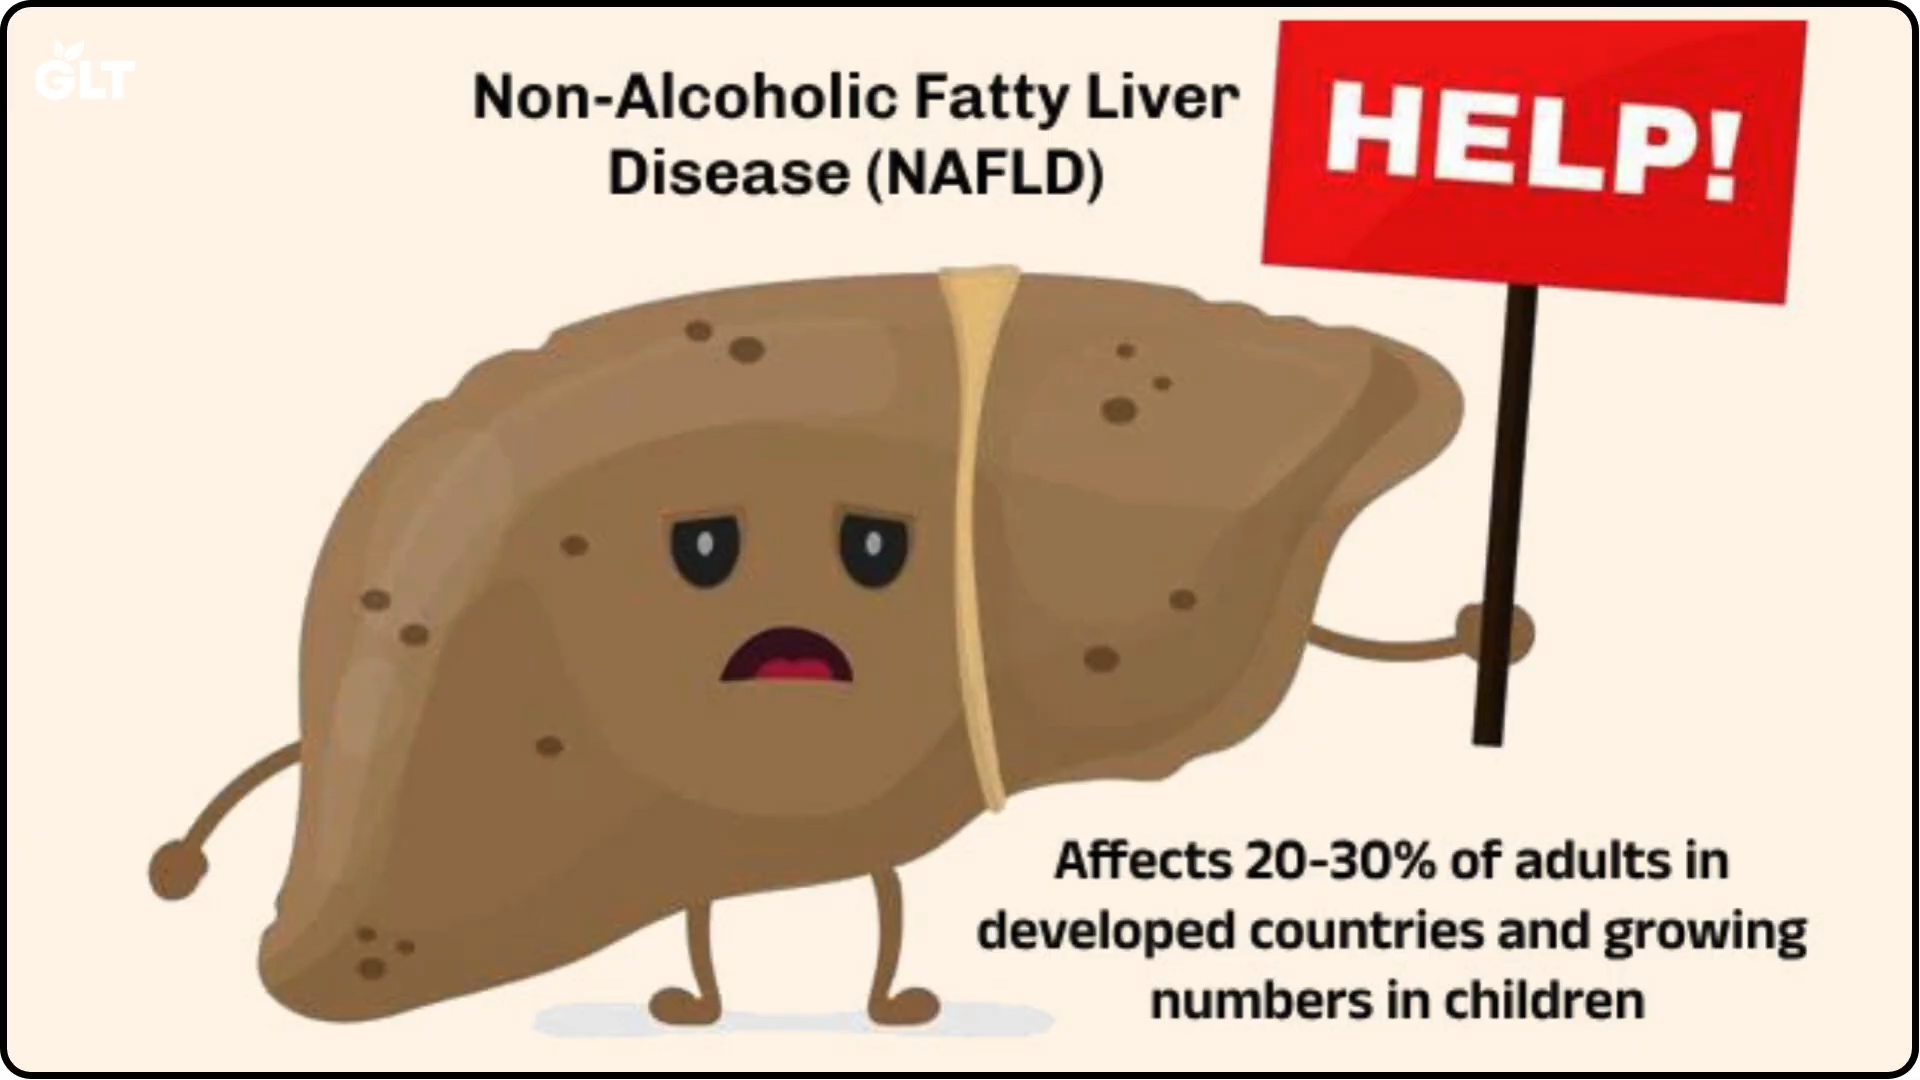 GLT
Non-Alcoholic Fatty Liver
Disease (NAFLD)
HELP!
Affects 20-30% of adults in
developed countries and growing
numbers in children